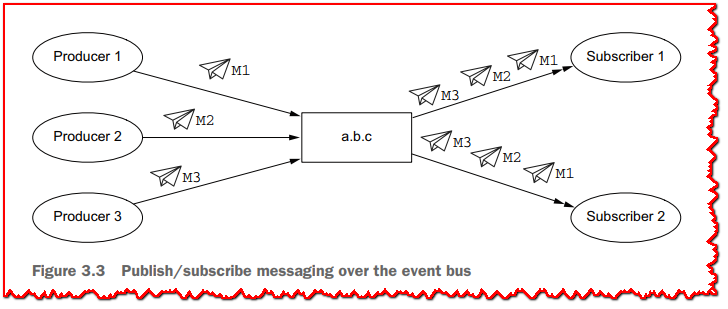 Producer 1
M1
Producer 2
M2
Producer 3
M3
a.b.c
M3 M2 M1
Subscriber 1
M3 M2 M1
Subscriber 2
Figure 3.3 Publish/subscribe messaging over the event bus